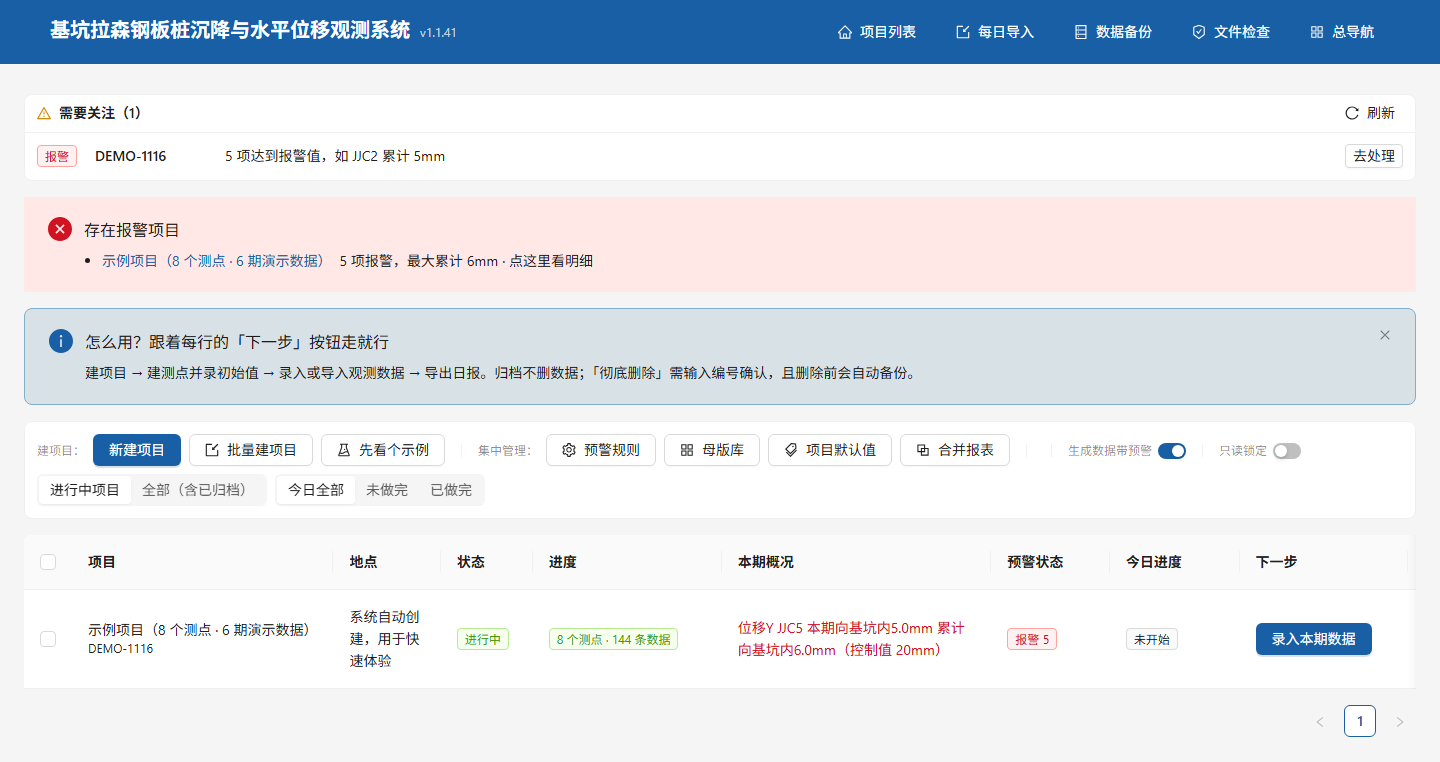 基坑拉森钢板桩沉降与水平位移观测系统 v1.1.41
项目列表 每日导入 数据备份 文件检查 总导航
需要关注（1） 刷新
报警 DEMO-1116 5 项达到报警值，如 JJC2 累计 5mm 去处理
存在报警项目
• 示例项目（8 个测点 · 6 期演示数据） 5 项报警，最大累计 6mm · 点这里看明细
怎么用？跟着每行的「下一步」按钮走就行
建项目 → 建测点并录初始值 → 录入或导入观测数据 → 导出日报。归档不删数据；「彻底删除」需输入编号确认，且删除前会自动备份。
建项目： 新建项目 批量建项目 先看个示例 集中管理： 预警规则 母版库 项目默认值 合并报表 生成数据带预警 只读锁定
进行中项目 全部（含已归档） 今日全部 未做完 已做完
项目 地点 状态 进度 本期概况 预警状态 今日进度 下一步
示例项目（8 个测点 · 6 期演示数据）
DEMO-1116
系统自动创
建，用于快
速体验
进行中
8 个测点 · 144 条数据
位移Y JJC5 本期向基坑内5.0mm 累计
向基坑内6.0mm（控制值 20mm）
报警 5
未开始
录入本期数据
1